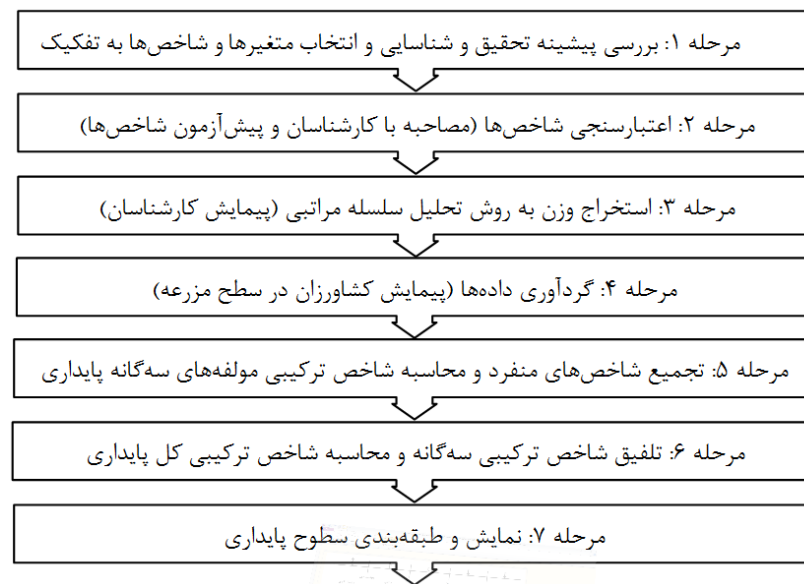 مرحله ۱: بررسی پیشینه تحقیق و شناسایی و انتخاب متغیرها و شاخص‌ها به تفکیک
مرحله ۲: اعتبارسنجی شاخص‌ها (مصاحبه با کارشناسان و پیش‌آزمون شاخص‌ها)
مرحله ۳: استخراج وزن به روش تحلیل سلسله مراتبی (پیمایش کارشناسان)
مرحله ۴: گردآوری داده‌ها (پیمایش کشاورزان در سطح مزرعه)
مرحله ۵: تجمیع شاخص‌های منفرد و محاسبه شاخص ترکیبی مولفه‌های سه‌گانه پایداری
مرحله ۶: تلفیق شاخص ترکیبی سه‌گانه و محاسبه شاخص ترکیبی کل پایداری
مرحله ۷: نمایش و طبقه‌بندی سطوح پایداری